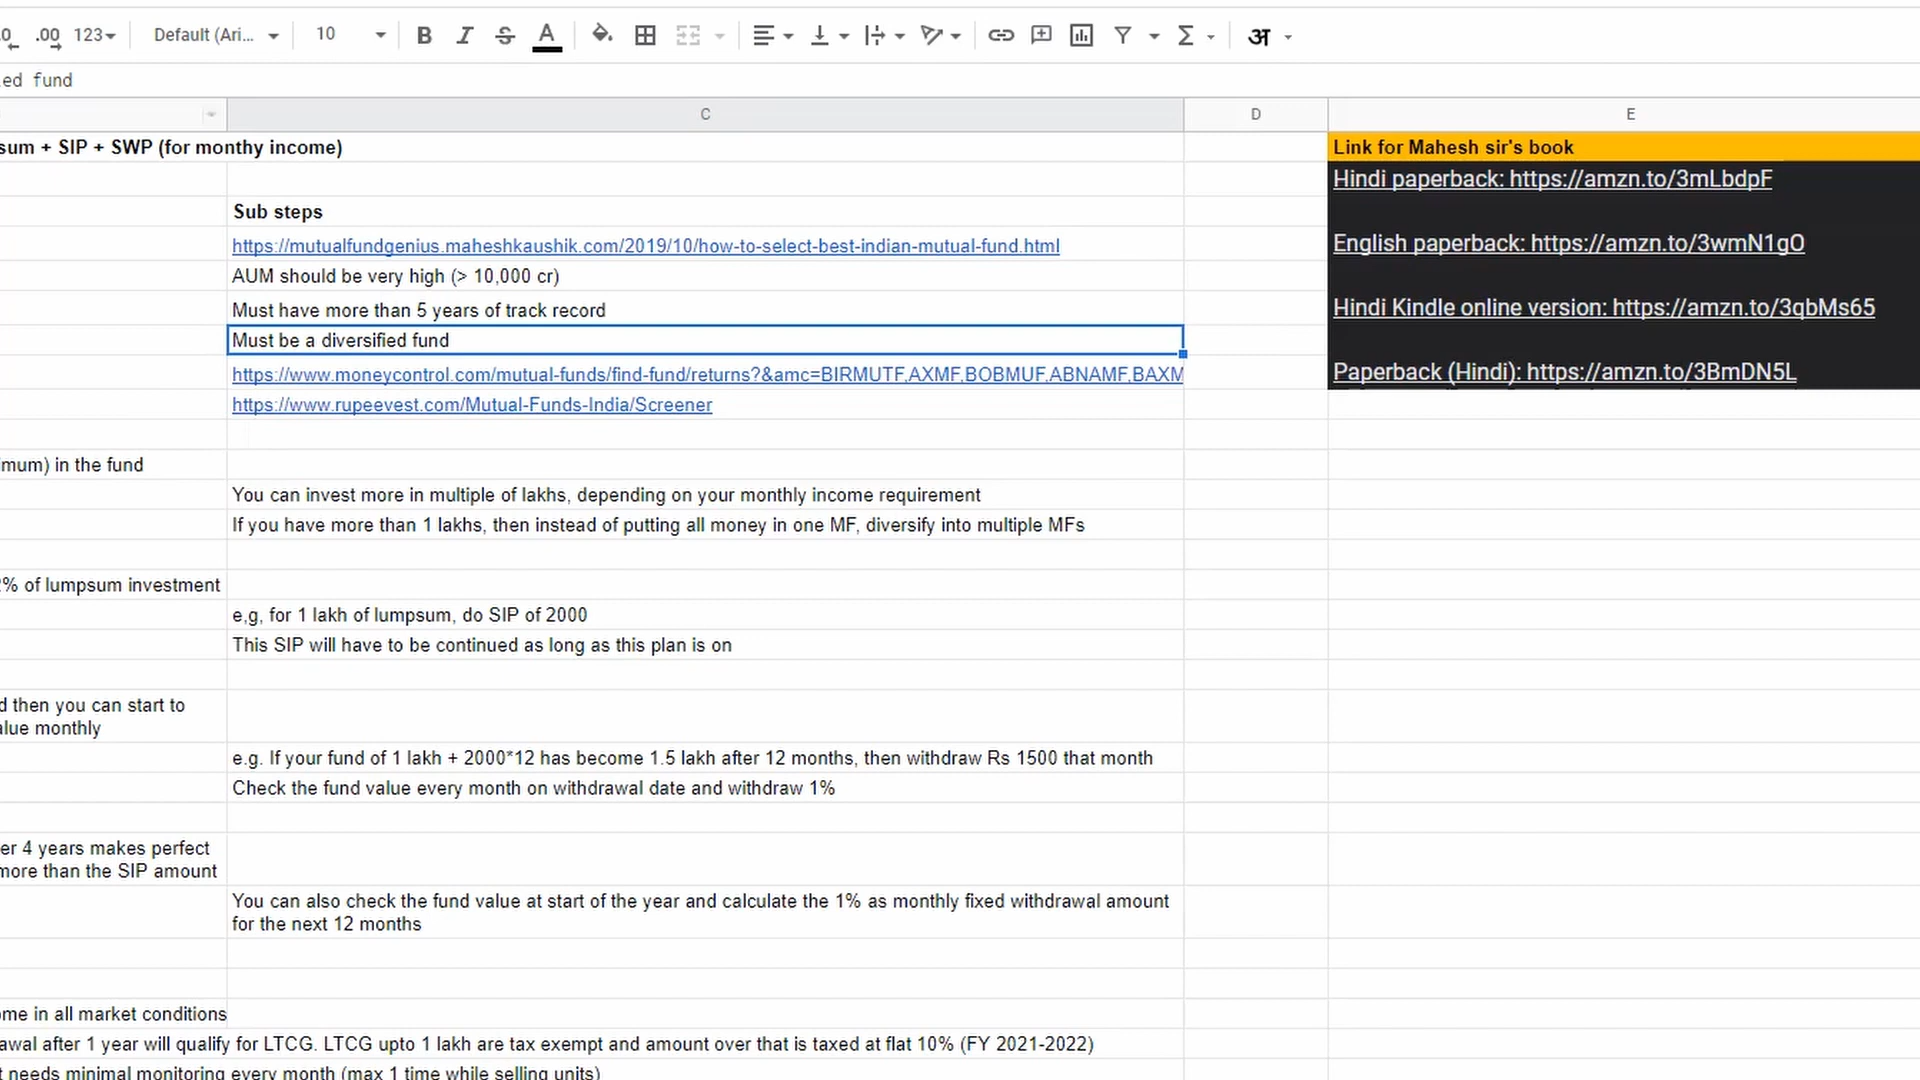 .00 123 Default (Ari... 10 B I S A Σ अ
ed fund
C D E
sum + SIP + SWP (for monthy income)
Link for Mahesh sir's book
Hindi paperback: https://amzn.to/3mLbdpF
Sub steps
https://mutualfundgenius.maheshkaushik.com/2019/10/how-to-select-best-indian-mutual-fund.html
English paperback: https://amzn.to/3wmN1gO
AUM should be very high (> 10,000 cr)
Must have more than 5 years of track record
Hindi Kindle online version: https://amzn.to/3qbMs65
Must be a diversified fund
https://www.moneycontrol.com/mutual-funds/find-fund/returns?&amc=BIRMUTF,AXMF,BOBMUF,ABNAMF,BAXM
Paperback (Hindi): https://amzn.to/3BmDN5L
https://www.rupeevest.com/Mutual-Funds-India/Screener
imum) in the fund
You can invest more in multiple of lakhs, depending on your monthly income requirement
If you have more than 1 lakhs, then instead of putting all money in one MF, diversify into multiple MFs
2% of lumpsum investment
e,g, for 1 lakh of lumpsum, do SIP of 2000
This SIP will have to be continued as long as this plan is on
d then you can start to
alue monthly
e.g. If your fund of 1 lakh + 2000*12 has become 1.5 lakh after 12 months, then withdraw Rs 1500 that month
Check the fund value every month on withdrawal date and withdraw 1%
er 4 years makes perfect
more than the SIP amount
You can also check the fund value at start of the year and calculate the 1% as monthly fixed withdrawal amount
for the next 12 months
ome in all market conditions
awal after 1 year will qualify for LTCG. LTCG upto 1 lakh are tax exempt and amount over that is taxed at flat 10% (FY 2021-2022)
t needs minimal monitoring every month (max 1 time while selling units)